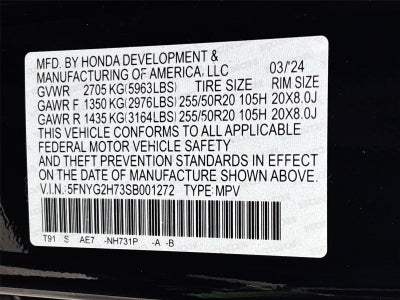 MFD. BY HONDA DEVELOPMENT &
MANUFACTURING OF AMERICA, LLC 03/'24
GVWR 2705 KG(5963LBS) TIRE SIZE RIM SIZE
GAWR F 1350 KG(2976LBS) 255/50R20 105H 20X8.0J
GAWR R 1435 KG(3164LBS) 255/50R20 105H 20X8.0J
THIS VEHICLE CONFORMS TO ALL APPLICABLE
FEDERAL MOTOR VEHICLE SAFETY
AND THEFT PREVENTION STANDARDS IN EFFECT
ON THE DATE OF MANUFACTURE SHOWN ABOVE.
V.I.N.: 5FNYG2H73SB001272 TYPE: MPV
T91 S AE7 -NH731P -A -B